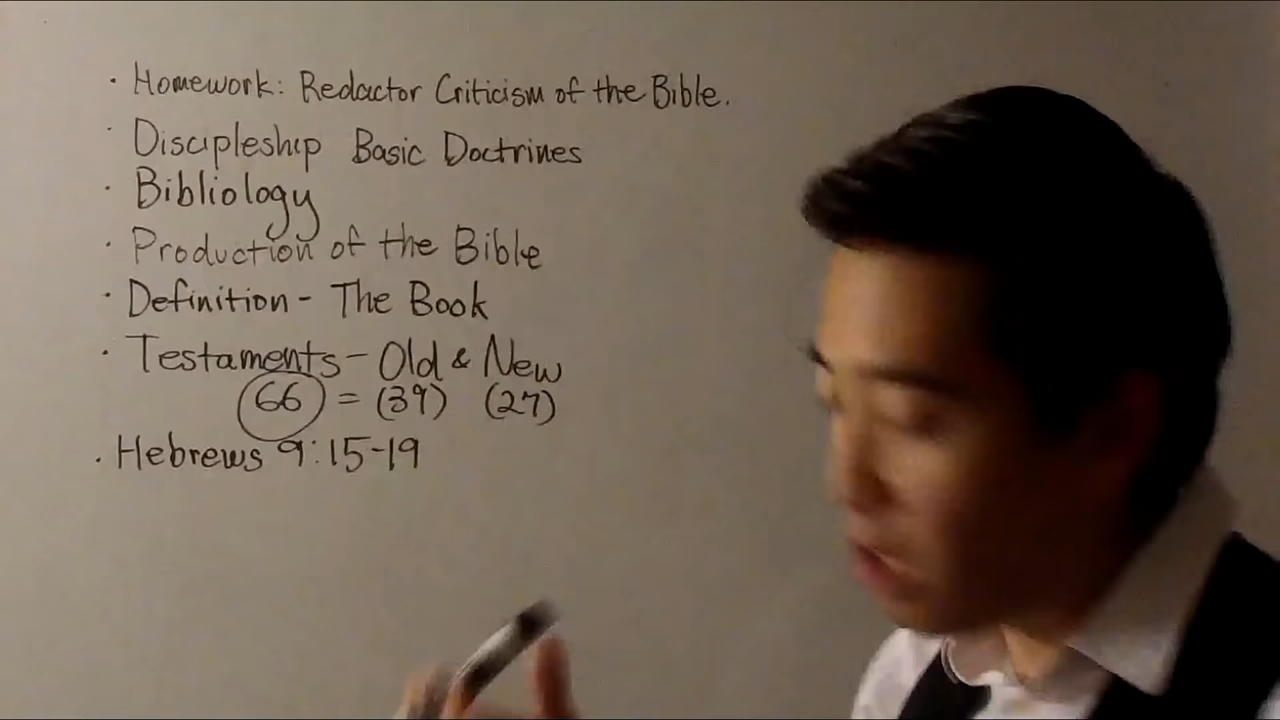 · Homework: Redactor Criticism of the Bible.
· Discipleship Basic Doctrines
· Bibliology
· Production of the Bible
· Definition - The Book
· Testaments - Old & New
66 = (39) (27)
· Hebrews 9:15-19